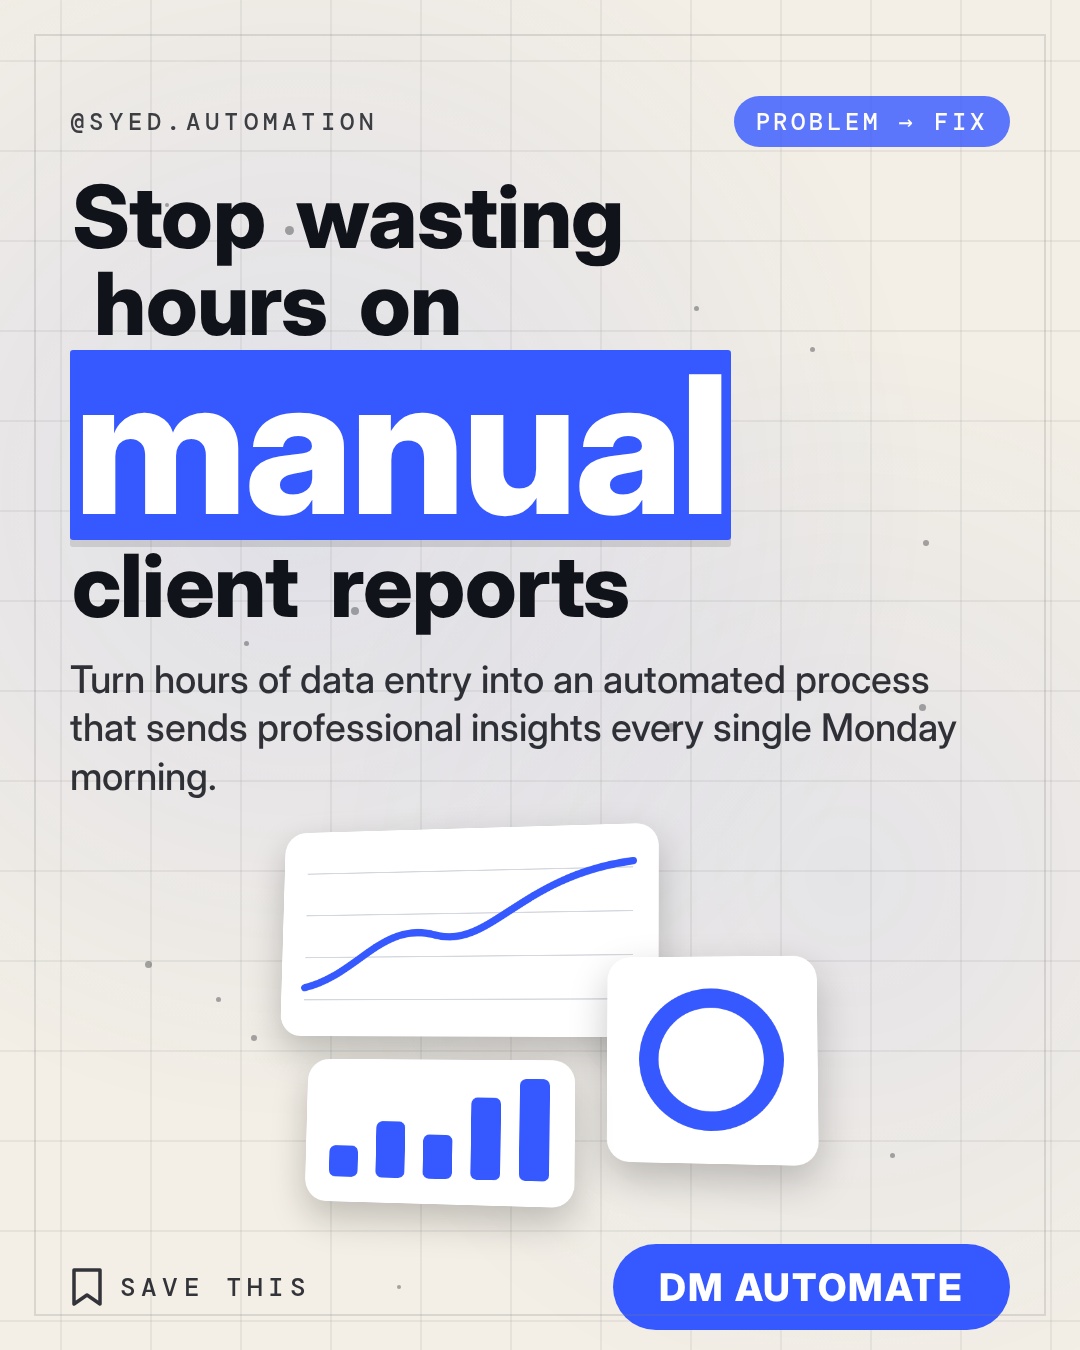 @SYED.AUTOMATION
PROBLEM → FIX
Stop wasting
hours on
manual
client reports
Turn hours of data entry into an automated process
that sends professional insights every single Monday
morning.
SAVE THIS
DM AUTOMATE